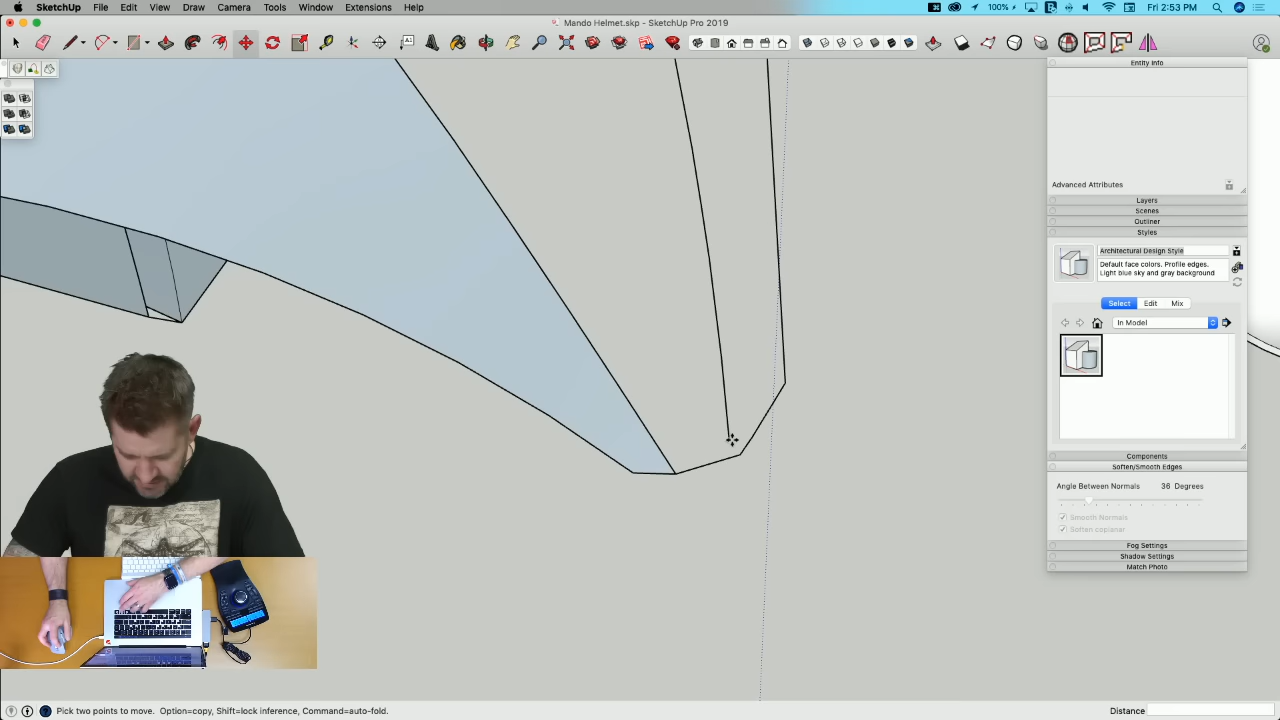 SketchUp File Edit View Draw Camera Tools Window Extensions Help
100% Fri 2:53 PM
Mando Helmet.skp - SketchUp Pro 2019
Entity Info
Advanced Attributes
Layers
Scenes
Outliner
Styles
Architectural Design Style
Default face colors. Profile edges.
Light blue sky and gray background
Select Edit Mix
In Model
Components
Soften/Smooth Edges
Angle Between Normals 36 Degrees
Smooth Normals
Soften coplanar
Fog Settings
Shadow Settings
Match Photo
Pick two points to move. Option=copy, Shift=lock inference, Command=auto-fold.
Distance